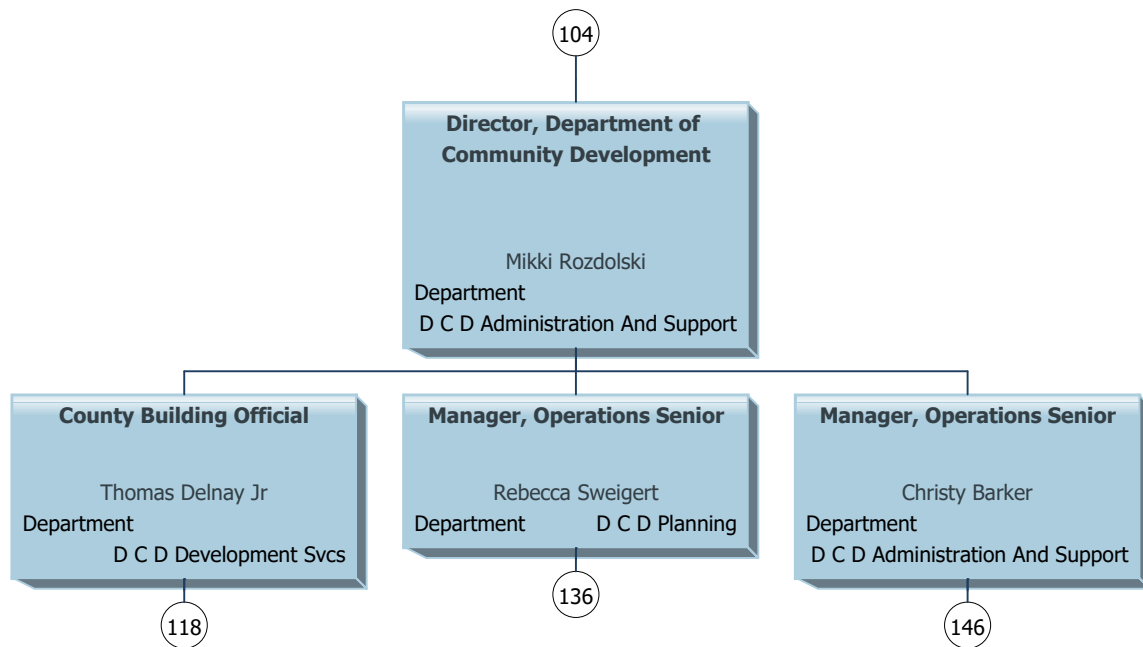 104
Director, Department of
Community Development
Mikki Rozdolski
Department
D C D Administration And Support
County Building Official
Thomas Delnay Jr
Department
D C D Development Svcs
118
Manager, Operations Senior
Rebecca Sweigert
Department D C D Planning
136
Manager, Operations Senior
Christy Barker
Department
D C D Administration And Support
146